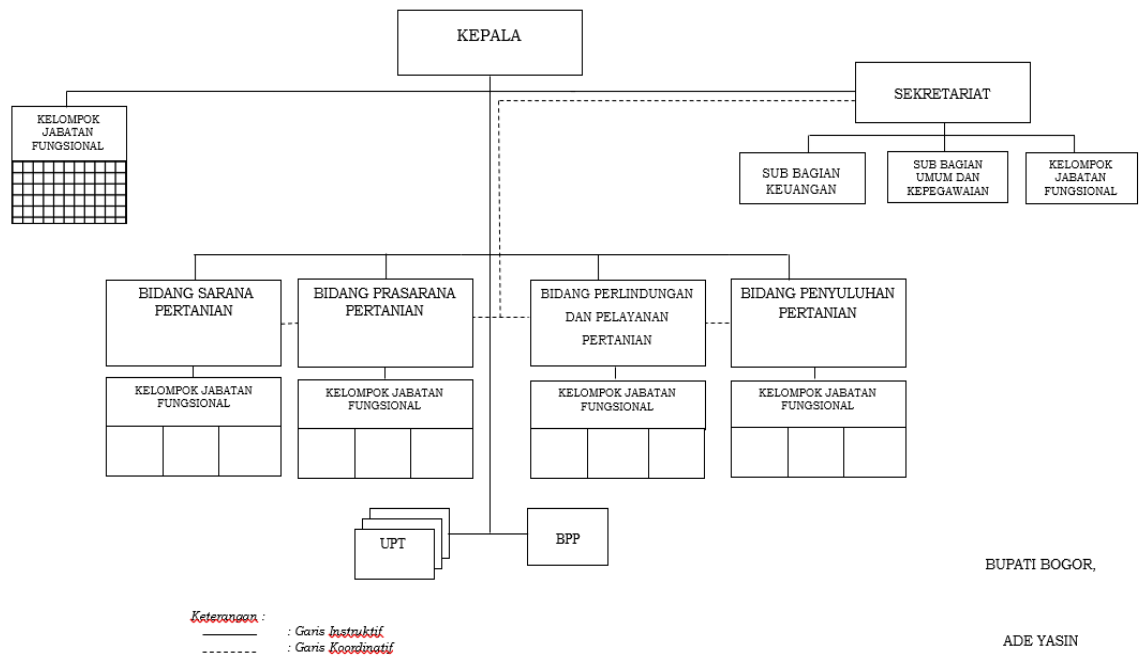 KEPALA
SEKRETARIAT
KELOMPOK
JABATAN
FUNGSIONAL
SUB BAGIAN
KEUANGAN
SUB BAGIAN
UMUM DAN
KEPEGAWAIAN
KELOMPOK
JABATAN
FUNGSIONAL
BIDANG SARANA
PERTANIAN
BIDANG PRASARANA
PERTANIAN
BIDANG PERLINDUNGAN
DAN PELAYANAN
PERTANIAN
BIDANG PENYULUHAN
PERTANIAN
KELOMPOK JABATAN
FUNGSIONAL
KELOMPOK JABATAN
FUNGSIONAL
KELOMPOK JABATAN
FUNGSIONAL
KELOMPOK JABATAN
FUNGSIONAL
UPT
BPP
BUPATI BOGOR,
Keterangan :
: Garis Instruktif
: Garis Koordinatif
ADE YASIN